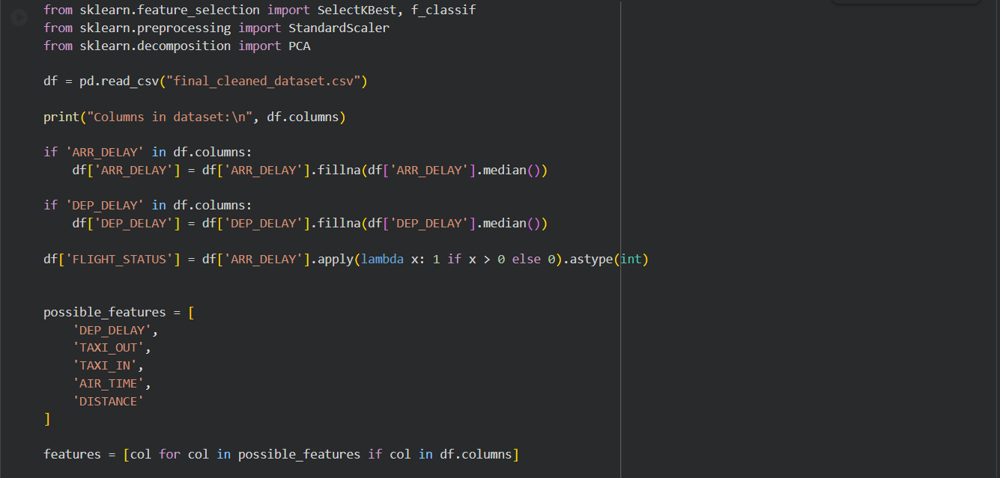 from sklearn.feature_selection import SelectKBest, f_classif
from sklearn.preprocessing import StandardScaler
from sklearn.decomposition import PCA
df = pd.read_csv("final_cleaned_dataset.csv")
print("Columns in dataset:\n", df.columns)
if 'ARR_DELAY' in df.columns:
    df['ARR_DELAY'] = df['ARR_DELAY'].fillna(df['ARR_DELAY'].median())
if 'DEP_DELAY' in df.columns:
    df['DEP_DELAY'] = df['DEP_DELAY'].fillna(df['DEP_DELAY'].median())
df['FLIGHT_STATUS'] = df['ARR_DELAY'].apply(lambda x: 1 if x > 0 else 0).astype(int)
possible_features = [
    'DEP_DELAY',
    'TAXI_OUT',
    'TAXI_IN',
    'AIR_TIME',
    'DISTANCE'
]
features = [col for col in possible_features if col in df.columns]